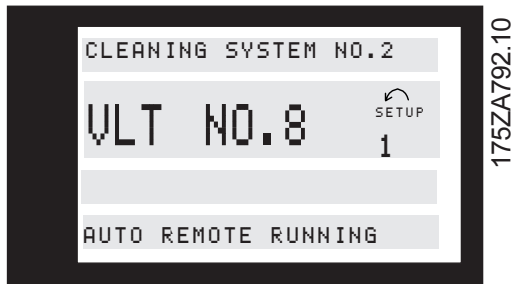 CLEANING SYSTEM NO.2
VLT NO.8
SETUP
1
AUTO REMOTE RUNNING
175ZA792.10